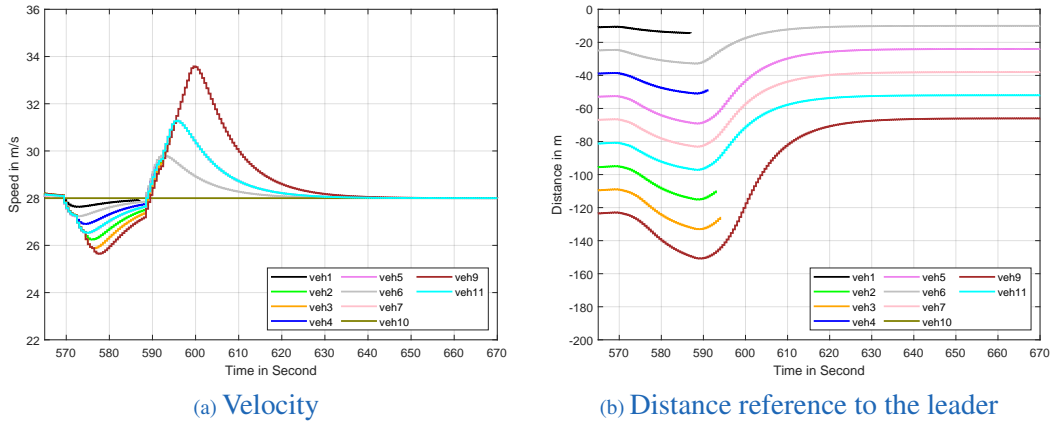 36
34
32
30
28
26
24
22
Speed in m/s
570 580 590 600 610 620 630 640 650 660 670
Time in Second
veh1 veh5 veh9
veh2 veh6 veh11
veh3 veh7
veh4 veh10
(a) Velocity
0
-20
-40
-60
-80
-100
-120
-140
-160
-180
-200
Distance in m
570 580 590 600 610 620 630 640 650 660 670
Time in Second
veh1 veh5 veh9
veh2 veh6 veh11
veh3 veh7
veh4 veh10
(b) Distance reference to the leader